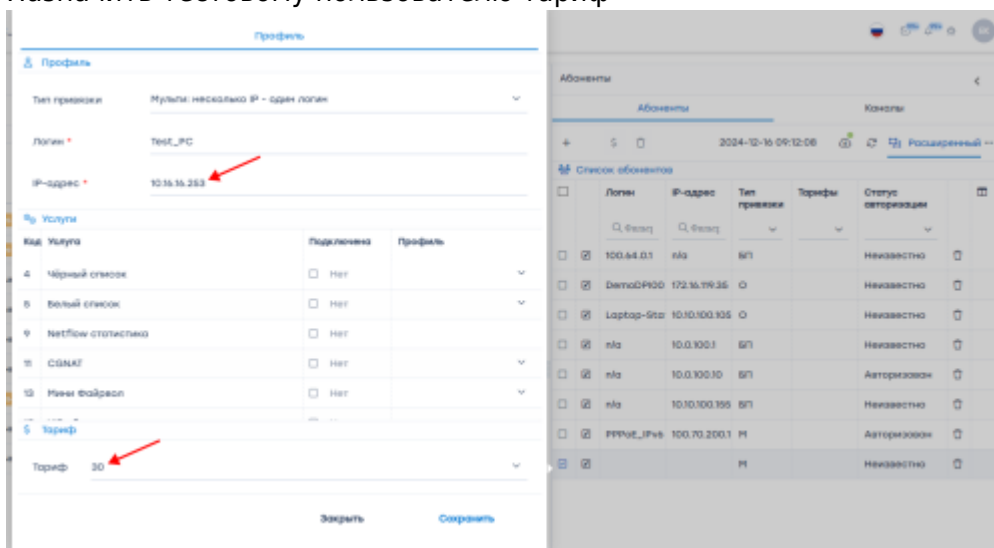 Назначить тестовому пользователю тариф
Профиль
Профиль
Тип привязки Мульти: несколько IP - один логин
Логин * Test_PC
IP-адрес * 10.16.16.253
Услуги
Код Услуга Подключена Профиль
4 Чёрный список Нет
5 Белый список Нет
9 Netflow статистика Нет
11 CGNAT Нет
13 Мини Файрвол Нет
Тариф
Тариф 30
Закрыть Сохранить
Абоненты
Абоненты Каналы
2024-12-16 09:12:08 Расширенный
Список абонентов
Логин IP-адрес Тип привязки Тарифы Статус авторизации
100.64.0.1 n/a БП Неизвестно
DemoDPI00 172.16.119.35 О Неизвестно
Laptop-Sta 10.10.100.105 О Неизвестно
n/a 10.0.100.1 БП Неизвестно
n/a 10.0.100.10 БП Авторизован
n/a 10.10.100.155 БП Неизвестно
PPPoE_IPv6 100.70.200.1 М Авторизован
М Неизвестно